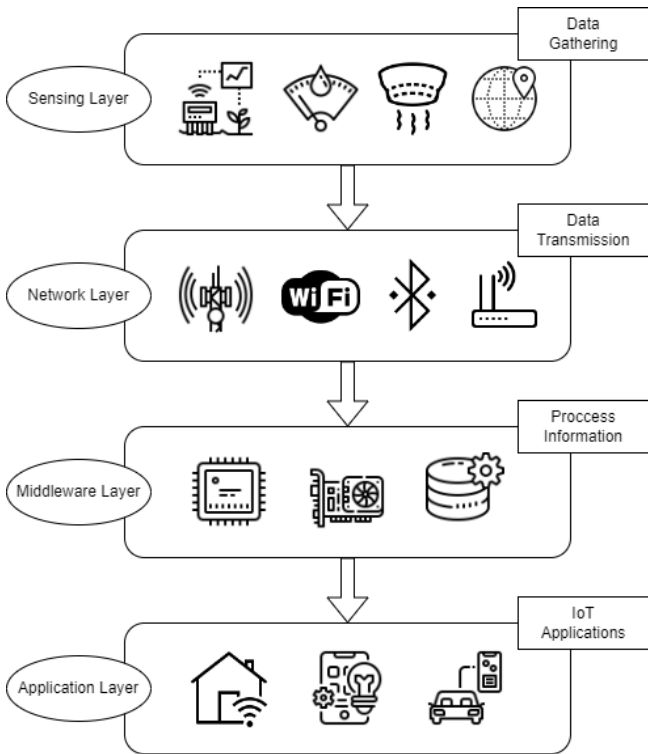 Data
Gathering
Sensing Layer
Data
Transmission
Network Layer
Wi Fi
Proccess
Information
Middleware Layer
IoT
Applications
Application Layer